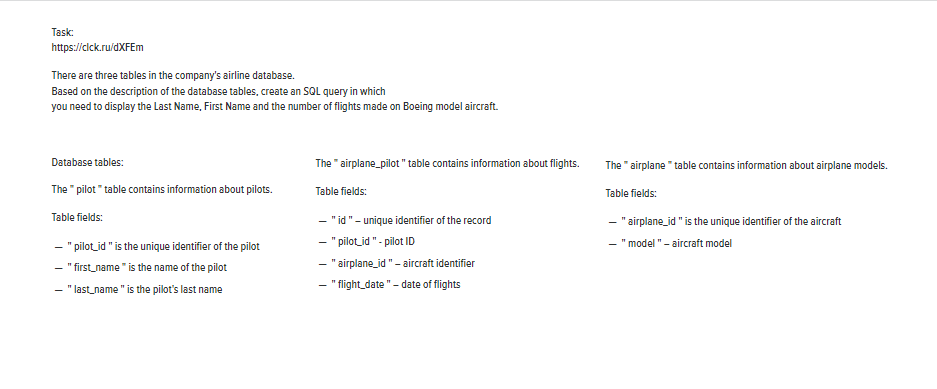 Task:
https://clck.ru/dXFEm
There are three tables in the company's airline database.
Based on the description of the database tables, create an SQL query in which
you need to display the Last Name, First Name and the number of flights made on Boeing model aircraft.
Database tables:
The " pilot " table contains information about pilots.
Table fields:
— " pilot_id " is the unique identifier of the pilot
— " first_name " is the name of the pilot
— " last_name " is the pilot's last name
The " airplane_pilot " table contains information about flights.
Table fields:
— " id " – unique identifier of the record
— " pilot_id " - pilot ID
— " airplane_id " – aircraft identifier
— " flight_date " – date of flights
The " airplane " table contains information about airplane models.
Table fields:
— " airplane_id " is the unique identifier of the aircraft
— " model " – aircraft model